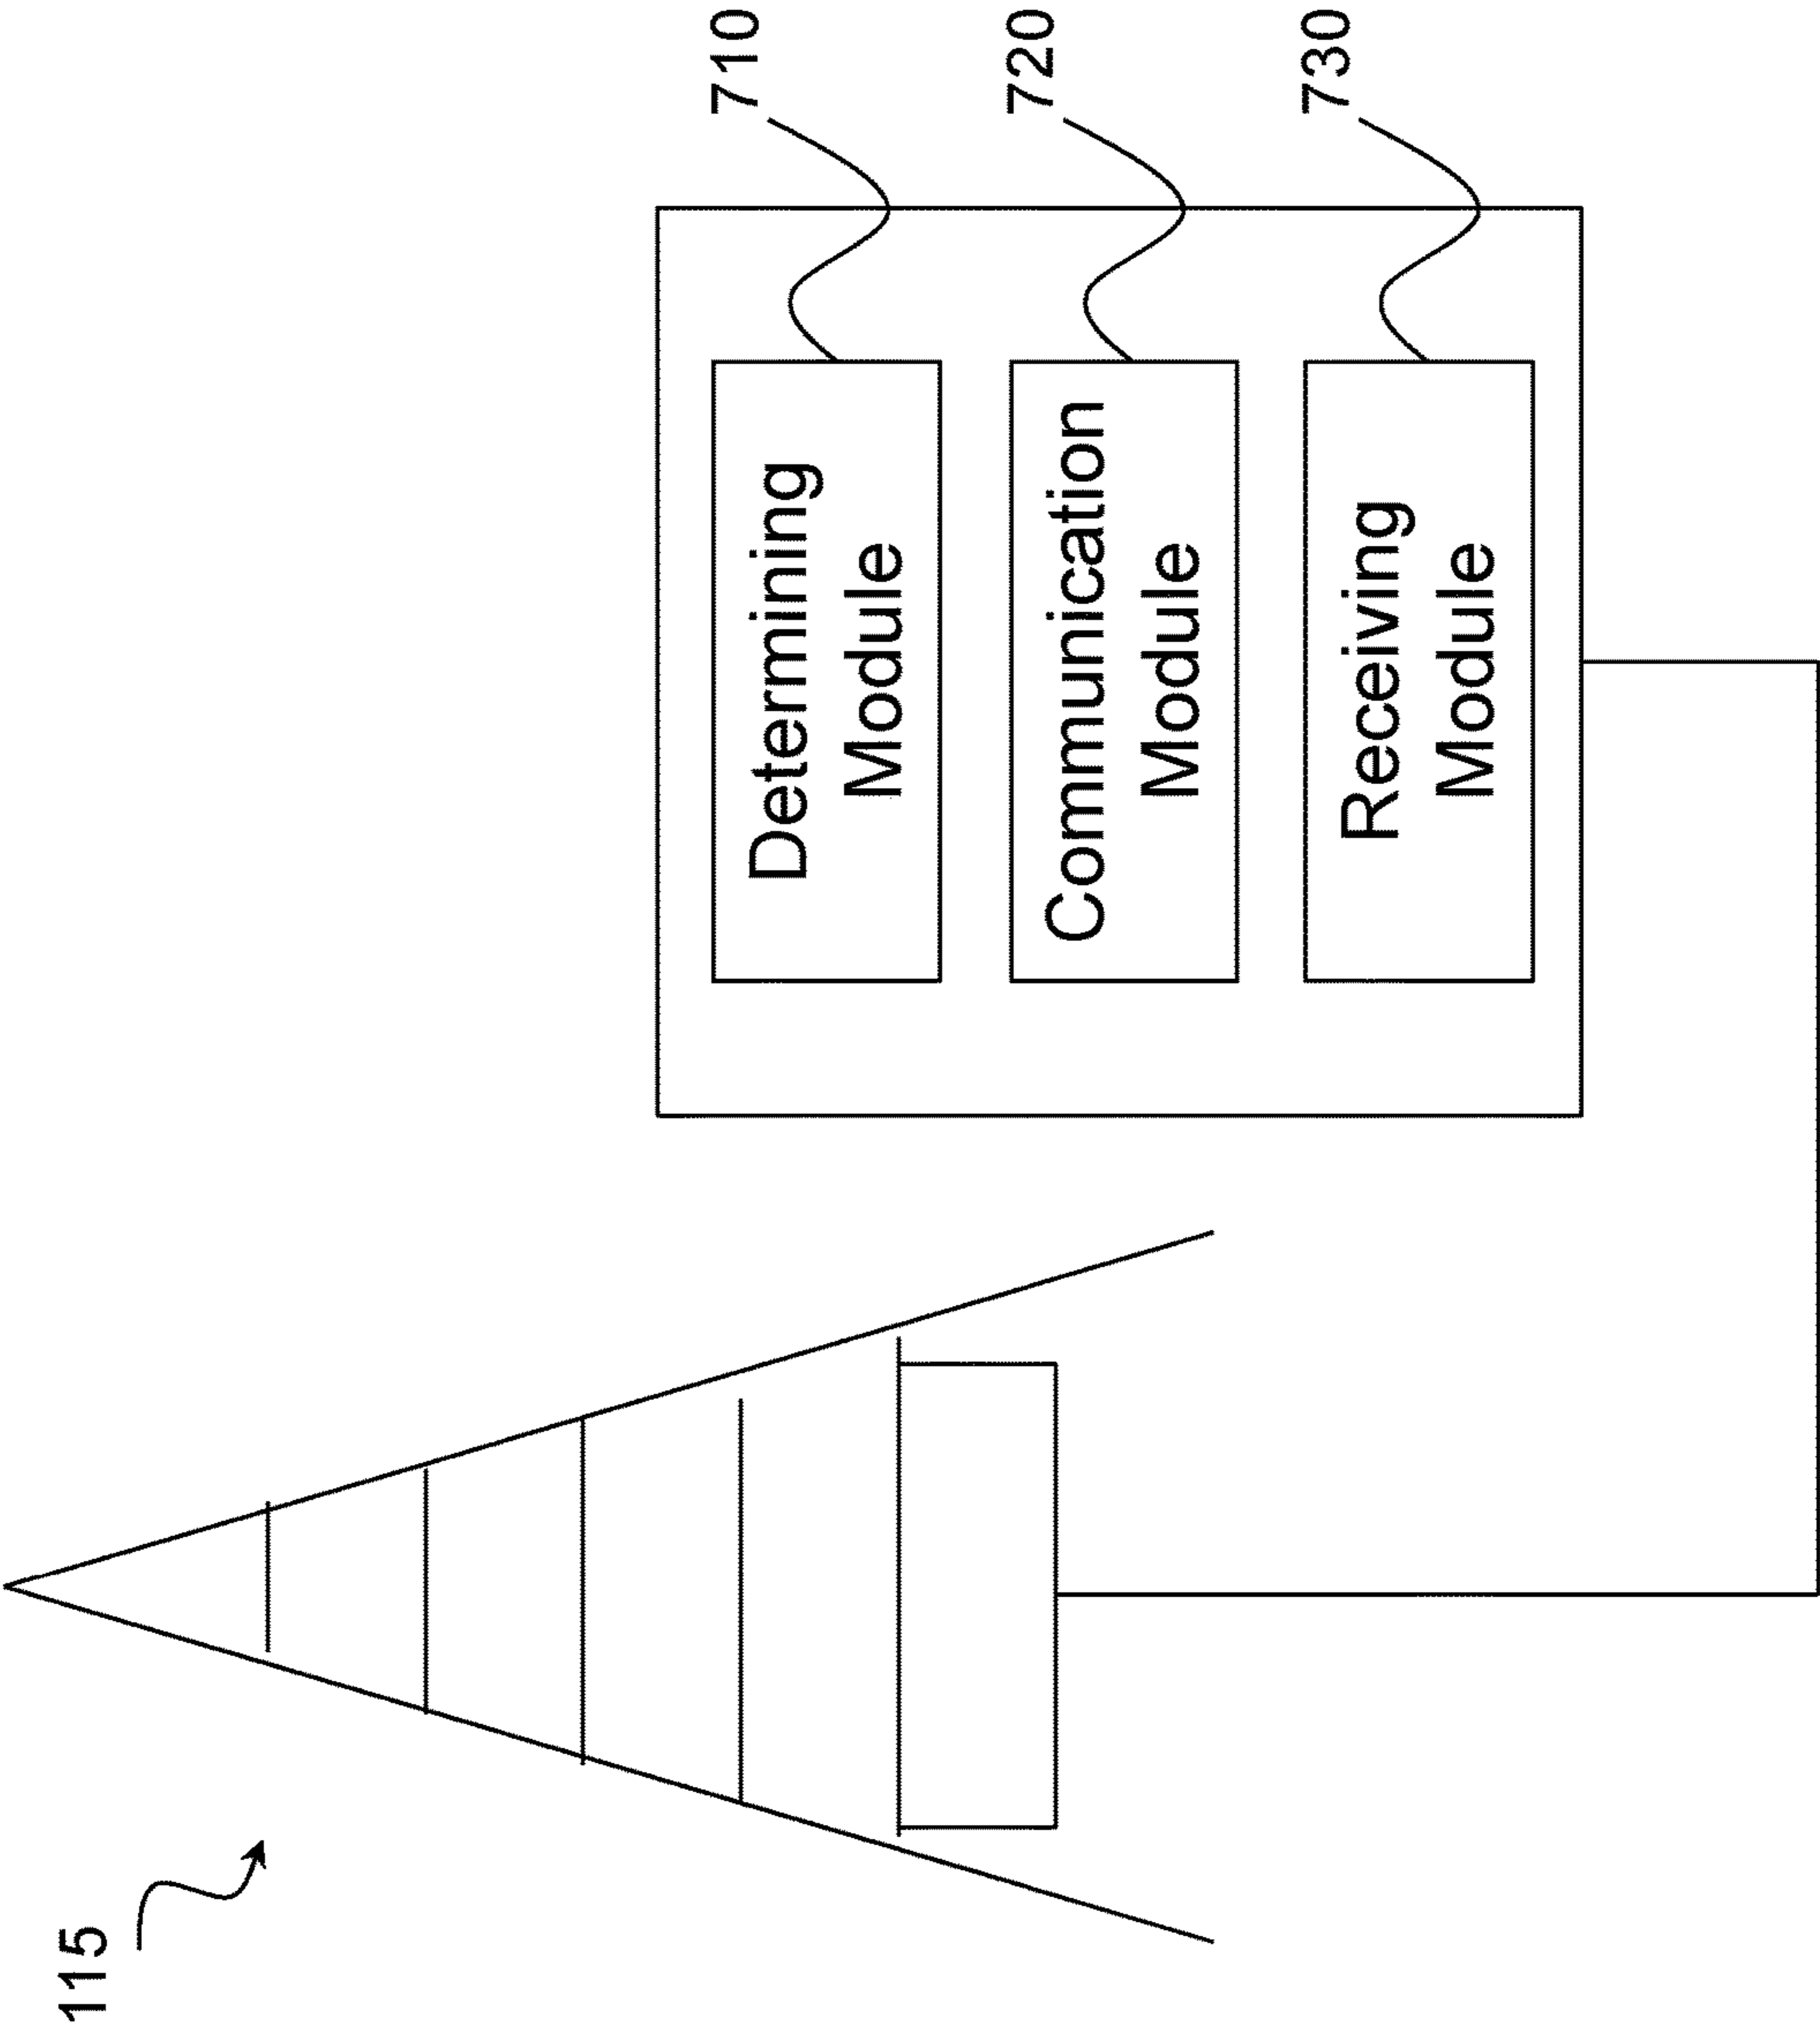 115
Determining
Module
710
Communication
Module
720
Receiving
Module
730